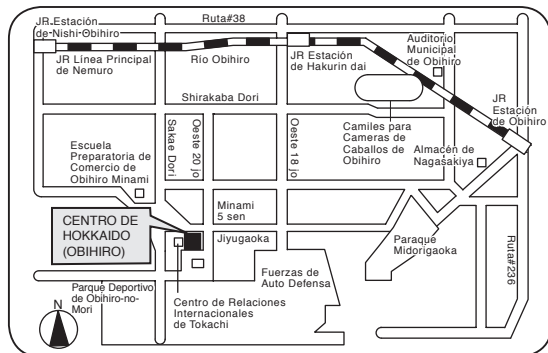 JR Estación
de Nishi-Obihiro
Ruta#38
JR Línea Principal
de Nemuro
Río Obihiro
JR Estación de
Hakurin dai
Auditorio
Municipal
de Obihiro
Shirakaba Dori
JR
Estación
de Obihiro
Sakae Dori
Oeste 20 jo
Oeste 18 jo
Camiles para
Cameras de
Caballos de
Obihiro
Almacén de
Nagasakiya
Escuela
Preparatoria de
Comercio de
Obihiro Minami
Minami
5 sen
CENTRO DE
HOKKAIDO
(OBIHIRO)
Jiyugaoka
Paraque
Midorigaoka
Ruta#236
Fuerzas de
Auto Defensa
Parque Deportivo
de Obihiro-no-
Mori
Centro de Relaciones
Internacionales
de Tokachi
N